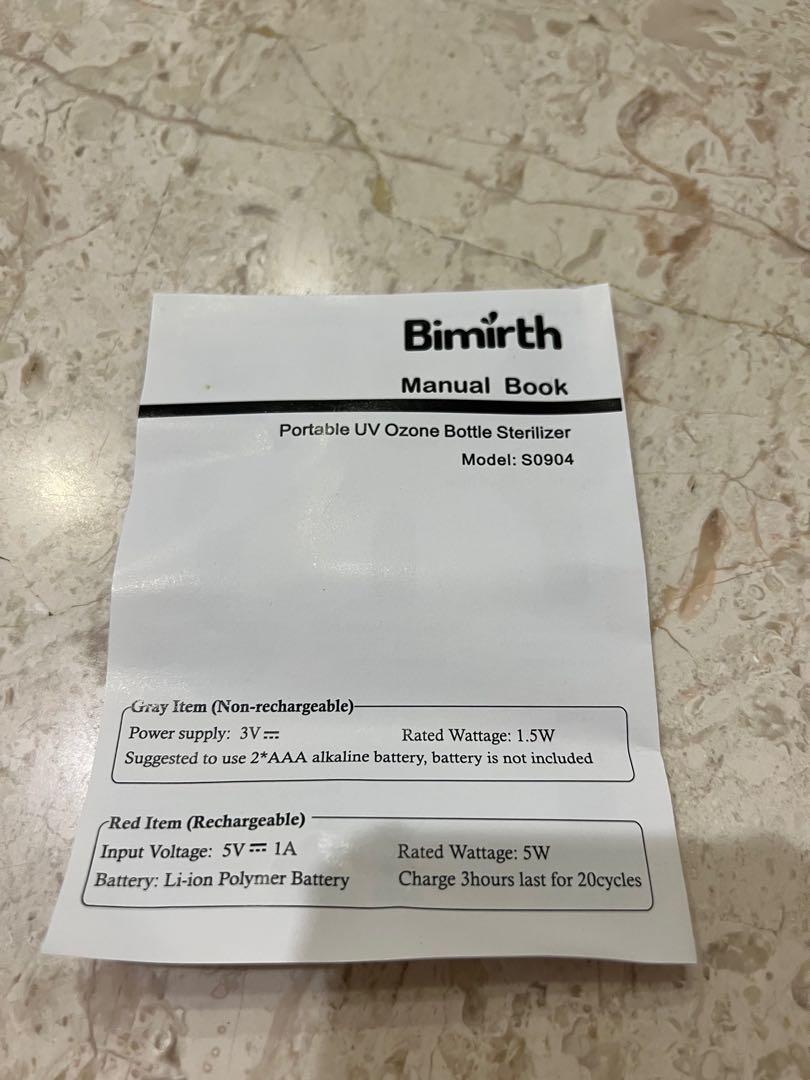 Bimirth
Manual Book
Portable UV Ozone Bottle Sterilizer
Model: S0904
Gray Item (Non-rechargeable)
Power supply: 3V⎓ Rated Wattage: 1.5W
Suggested to use 2*AAA alkaline battery, battery is not included
Red Item (Rechargeable)
Input Voltage: 5V⎓ 1A Rated Wattage: 5W
Battery: Li-ion Polymer Battery Charge 3hours last for 20cycles